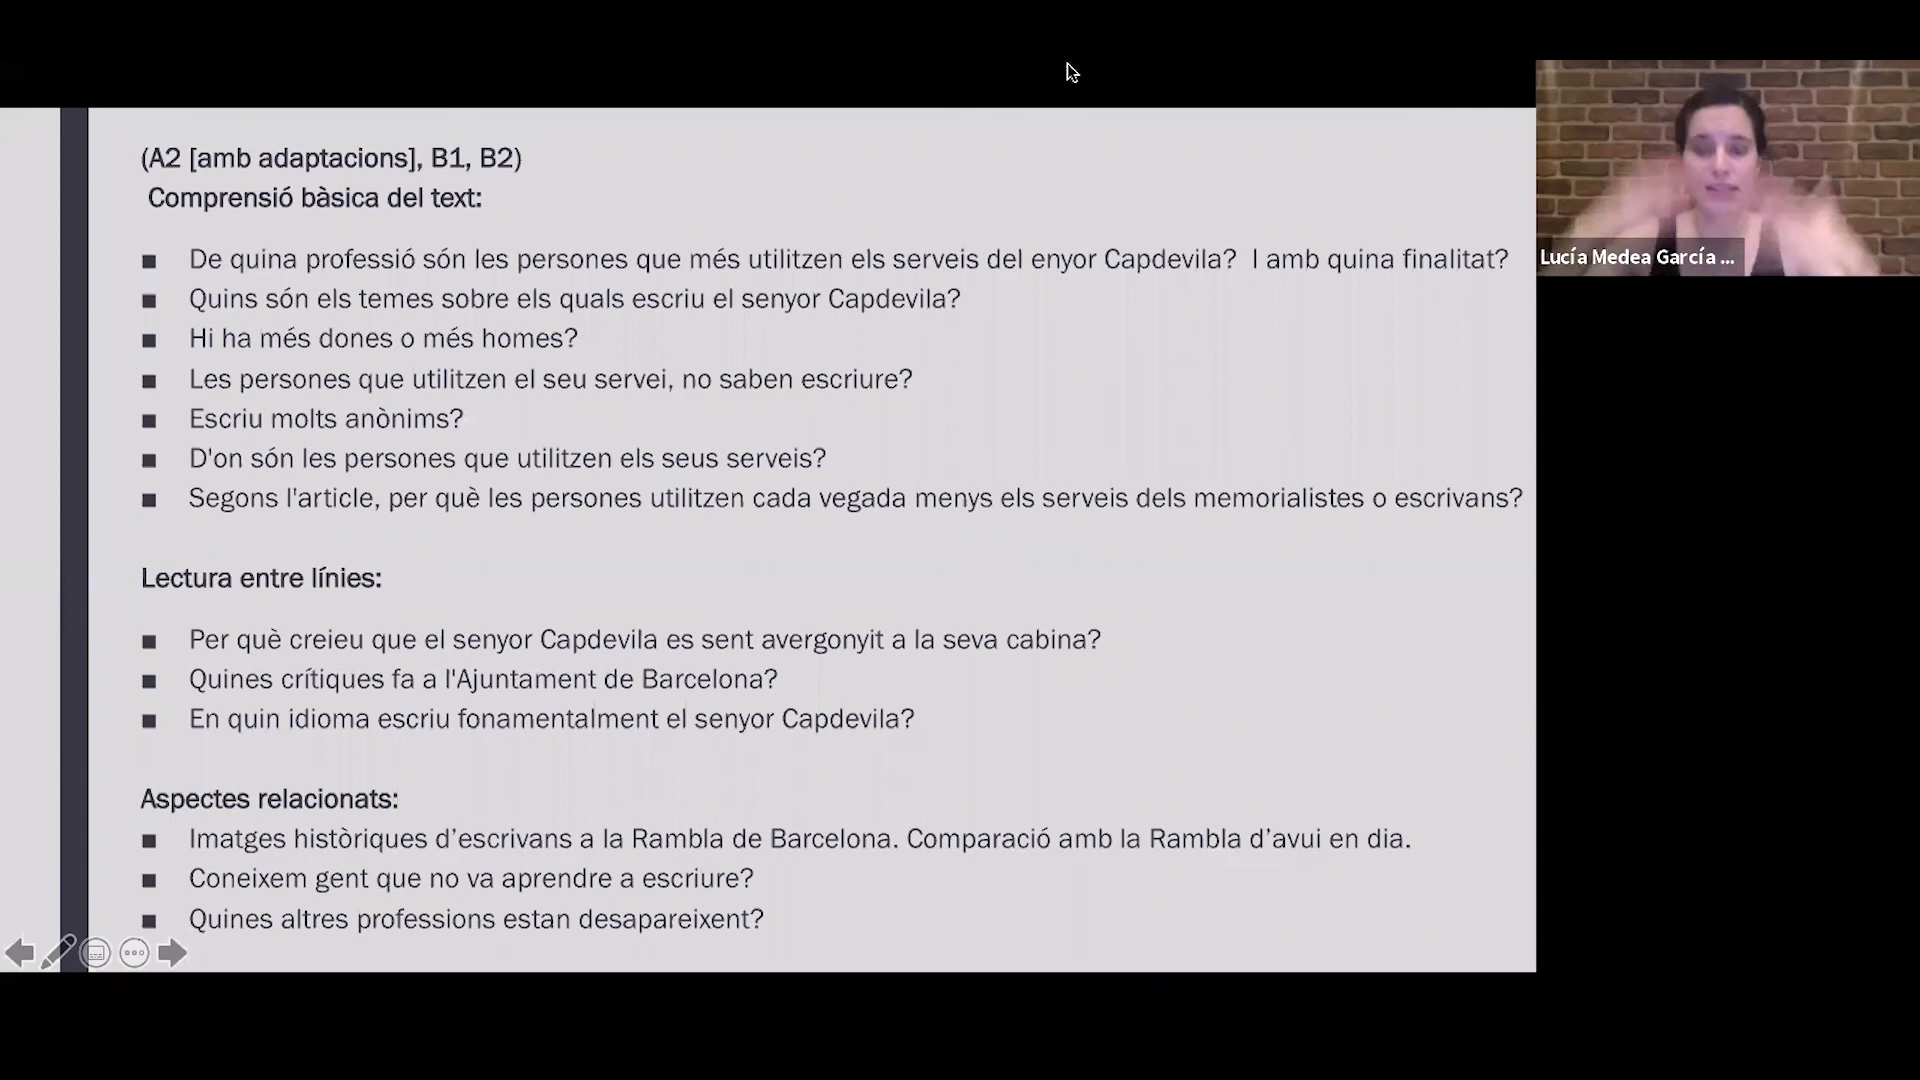 (A2 [amb adaptacions], B1, B2)
Comprensió bàsica del text:
■ De quina professió són les persones que més utilitzen els serveis del enyor Capdevila? I amb quina finalitat?
■ Quins són els temes sobre els quals escriu el senyor Capdevila?
■ Hi ha més dones o més homes?
■ Les persones que utilitzen el seu servei, no saben escriure?
■ Escriu molts anònims?
■ D'on són les persones que utilitzen els seus serveis?
■ Segons l'article, per què les persones utilitzen cada vegada menys els serveis dels memorialistes o escrivans?
Lectura entre línies:
■ Per què creieu que el senyor Capdevila es sent avergonyit a la seva cabina?
■ Quines crítiques fa a l'Ajuntament de Barcelona?
■ En quin idioma escriu fonamentalment el senyor Capdevila?
Aspectes relacionats:
■ Imatges històriques d’escrivans a la Rambla de Barcelona. Comparació amb la Rambla d’avui en dia.
■ Coneixem gent que no va aprendre a escriure?
■ Quines altres professions estan desapareixent?
Lucía Medea García ...